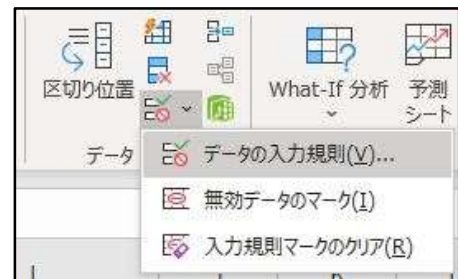 区切り位置
What-If 分析
予測
シート
データ
データの入力規則(V)...
無効データのマーク(I)
入力規則マークのクリア(R)